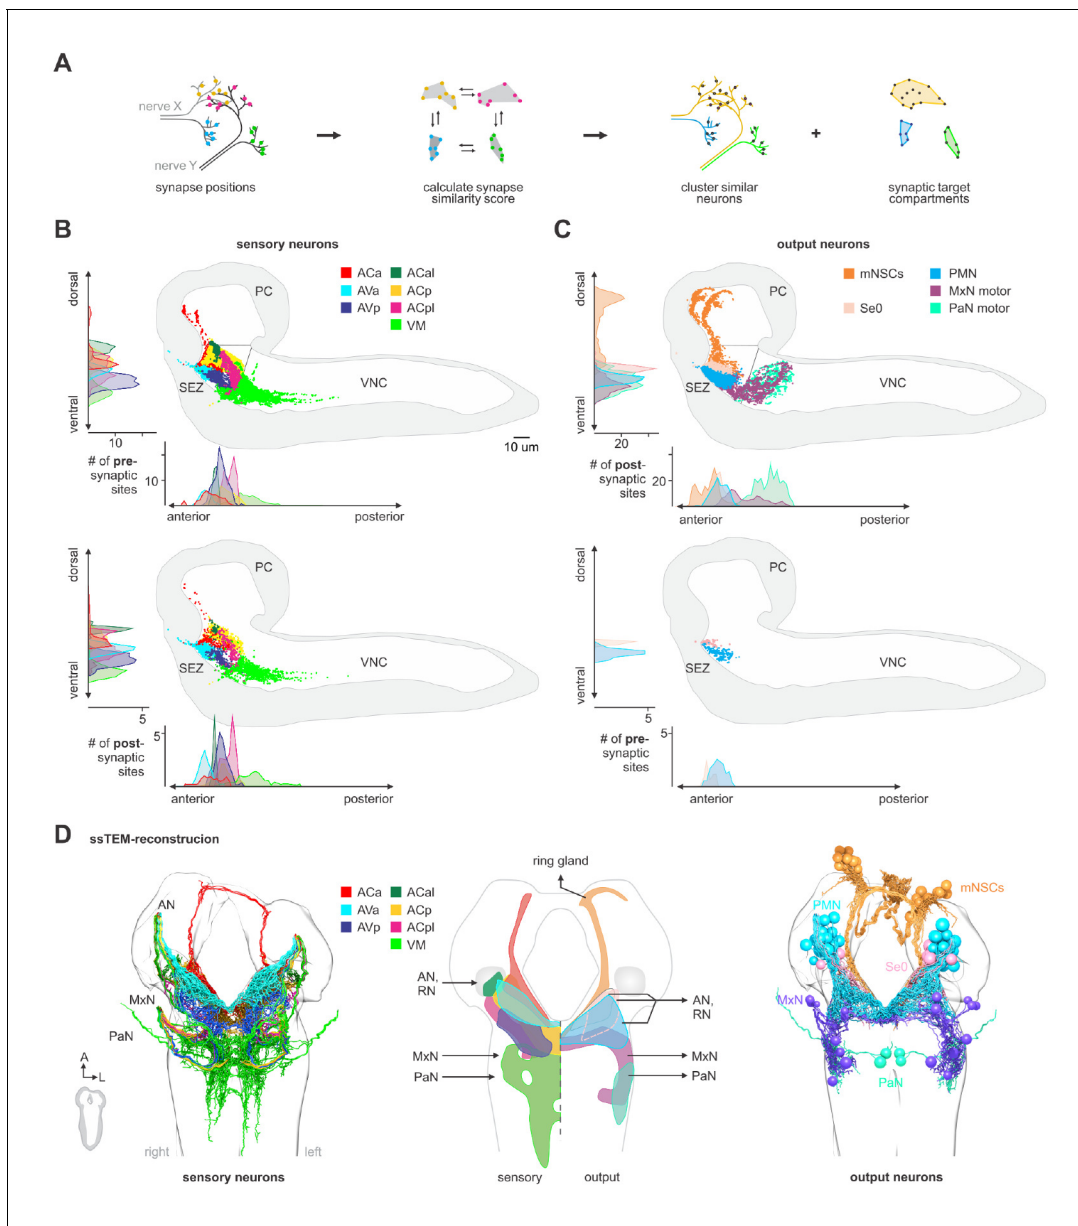 A
nerve X
nerve Y
synapse positions
calculate synapse
similarity score
cluster similar
neurons
+
synaptic target
compartments
B
sensory neurons
dorsal
ventral
ACa
AVa
AVp
ACal
ACp
ACpl
VM
PC
SEZ
VNC
10
10 um
# of pre-
synaptic
sites
10
anterior
posterior
dorsal
ventral
PC
SEZ
VNC
5
# of post-
synaptic
sites
5
anterior
posterior
C
output neurons
dorsal
ventral
mNSCs
Se0
PMN
MxN motor
PaN motor
PC
SEZ
VNC
20
# of post-
synaptic
sites
20
anterior
posterior
dorsal
ventral
PC
SEZ
VNC
5
# of pre-
synaptic
sites
5
anterior
posterior
D
ssTEM-reconstrucion
AN
MxN
PaN
A
L
right
left
sensory neurons
ACa
AVa
AVp
ACal
ACp
ACpl
VM
ring gland
AN,
RN
MxN
PaN
AN,
RN
MxN
PaN
sensory
output
mNSCs
PMN
Se0
MxN
PaN
output neurons